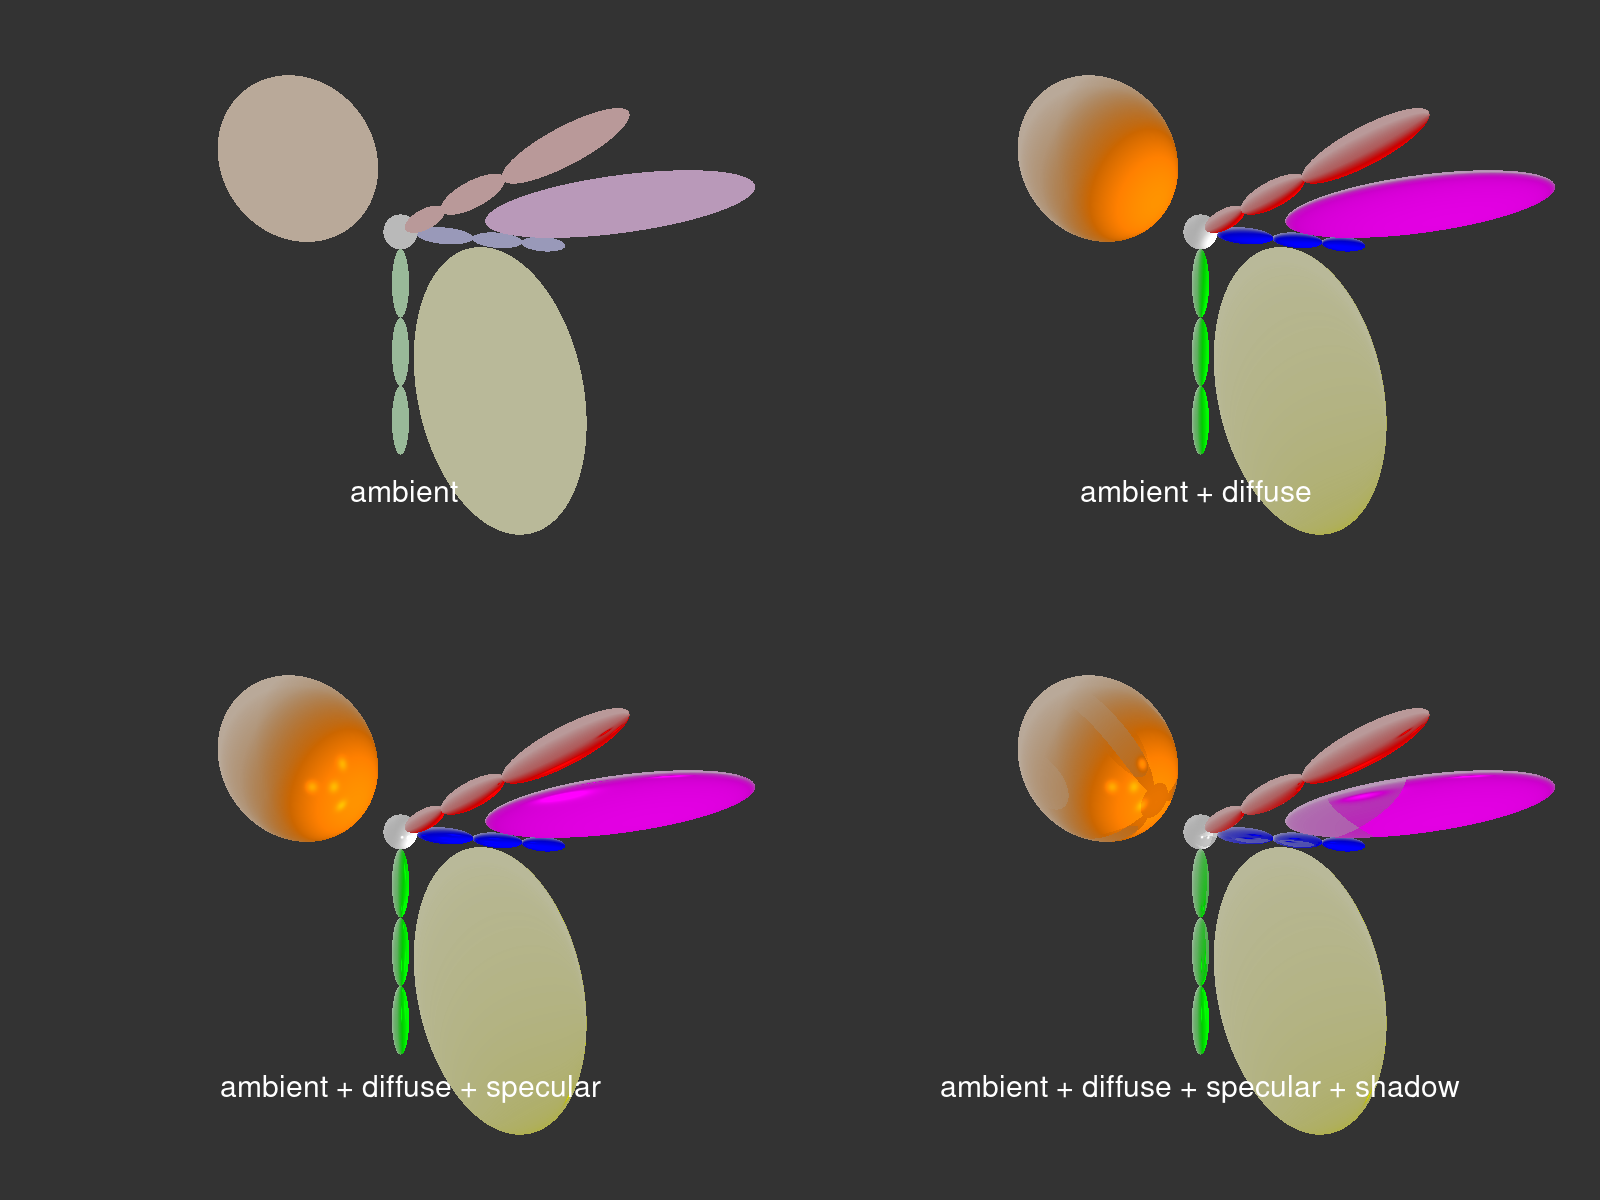 ambient
ambient + diffuse
ambient + diffuse + specular
ambient + diffuse + specular + shadow